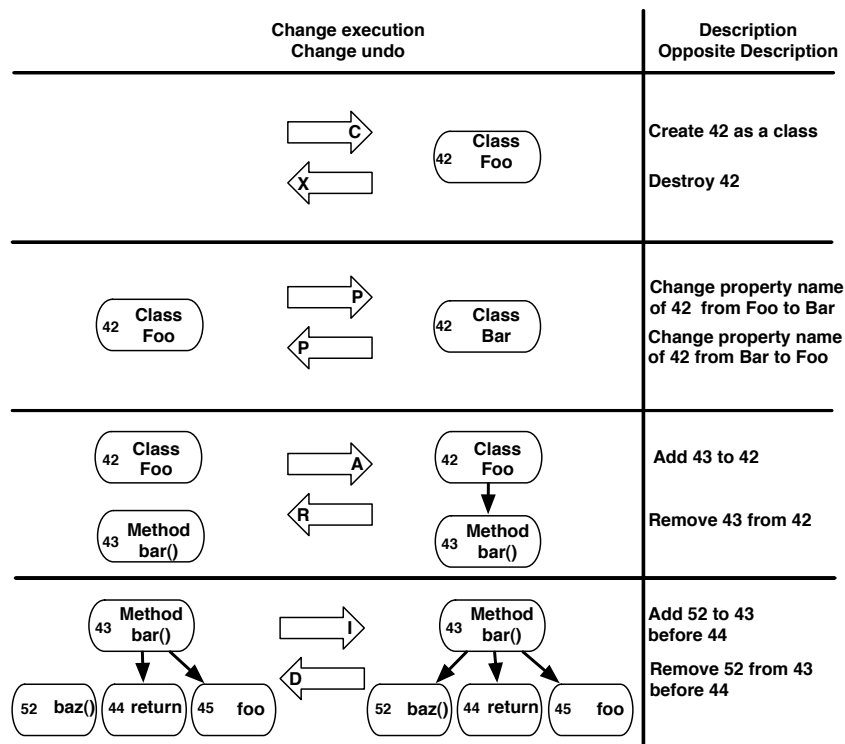 Change execution
Change undo
Description
Opposite Description
C
X
42 Class
Foo
Create 42 as a class
Destroy 42
42 Class
Foo
P
P
42 Class
Bar
Change property name
of 42 from Foo to Bar
Change property name
of 42 from Bar to Foo
42 Class
Foo
43 Method
bar()
A
R
42 Class
Foo
43 Method
bar()
Add 43 to 42
Remove 43 from 42
43 Method
bar()
52 baz()
44 return
45 foo
I
D
43 Method
bar()
52 baz()
44 return
45 foo
Add 52 to 43
before 44
Remove 52 from 43
before 44